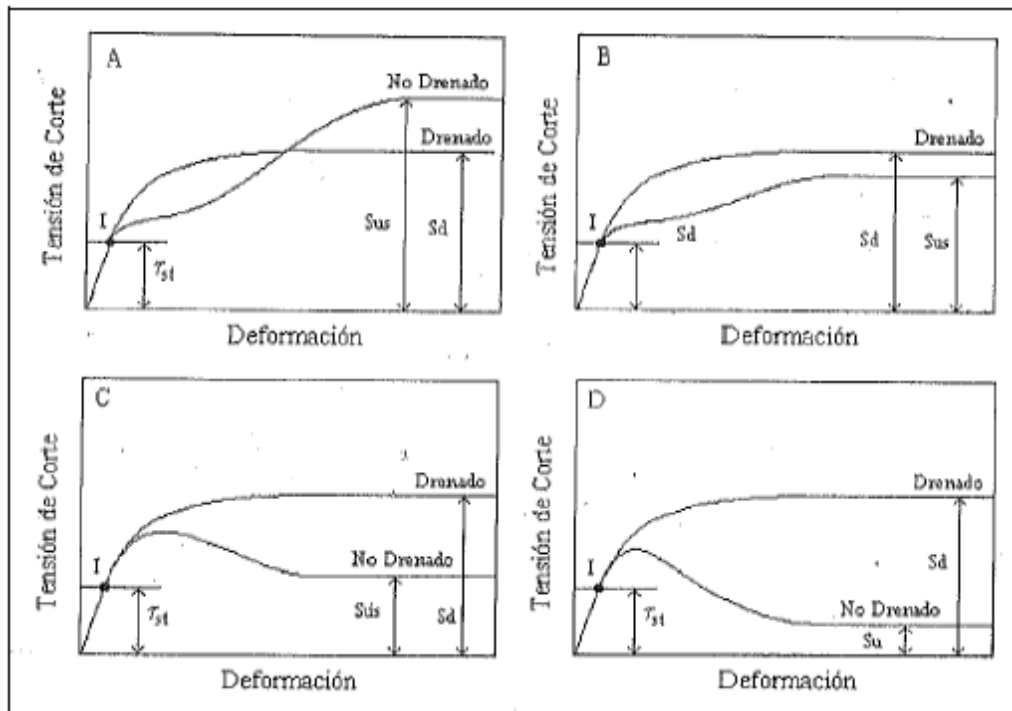 A
No Drenado
Drenado
Tensión de Corte
I
Sus
Sd
τst
Deformación
B
Drenado
Tensión de Corte
I
Sd
Sd
Sus
Deformación
C
Drenado
Tensión de Corte
I
No Drenado
τst
Sus
Sd
Deformación
D
Drenado
Tensión de Corte
I
Sd
τst
No Drenado
Su
Deformación